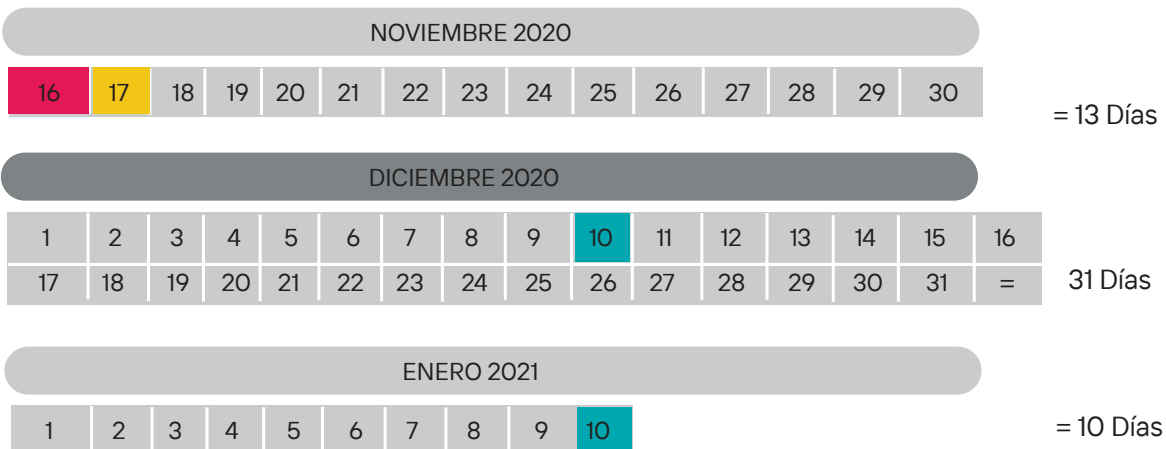 NOVIEMBRE 2020
16 17 18 19 20 21 22 23 24 25 26 27 28 29 30
= 13 Días
DICIEMBRE 2020
1 2 3 4 5 6 7 8 9 10 11 12 13 14 15 16
17 18 19 20 21 22 23 24 25 26 27 28 29 30 31 = 31 Días
ENERO 2021
1 2 3 4 5 6 7 8 9 10 = 10 Días